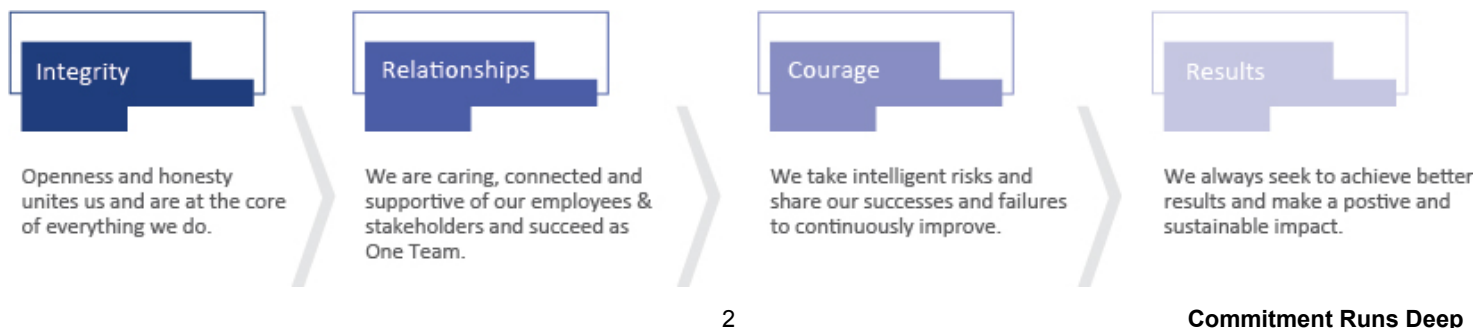 Integrity
Openness and honesty
unites us and are at the core
of everything we do.
Relationships
We are caring, connected and
supportive of our employees &
stakeholders and succeed as
One Team.
Courage
We take intelligent risks and
share our successes and failures
to continuously improve.
Results
We always seek to achieve better
results and make a postive and
sustainable impact.
2
Commitment Runs Deep